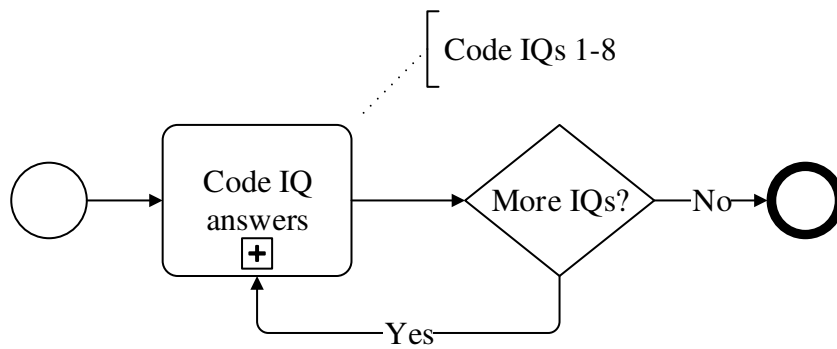 Code IQs 1-8
Code IQ
answers
More IQs?
No
Yes